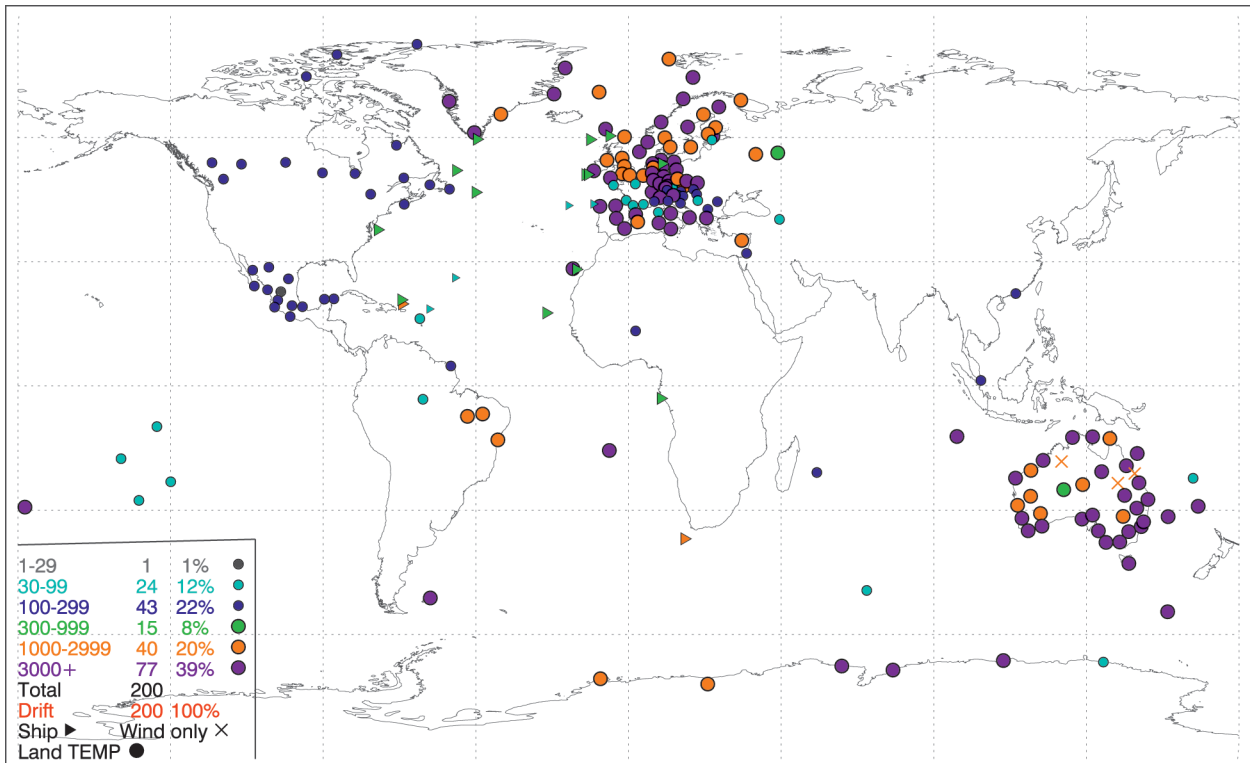 1-29 1 1%
30-99 24 12%
100-299 43 22%
300-999 15 8%
1000-2999 40 20%
3000+ 77 39%
Total 200
Drift 200 100%
Ship Wind only
Land TEMP